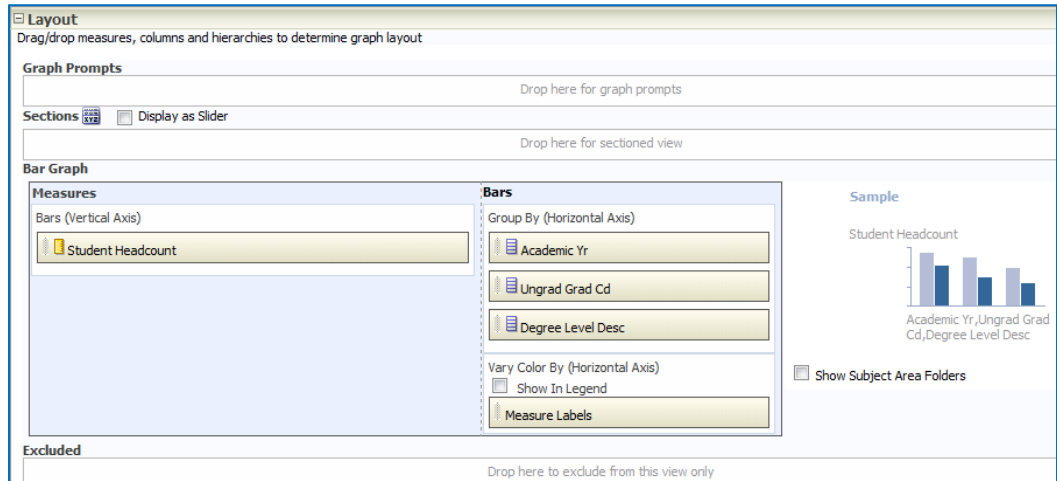 Layout
Drag/drop measures, columns and hierarchies to determine graph layout
Graph Prompts
Drop here for graph prompts
Sections Display as Slider
Drop here for sectioned view
Bar Graph
Measures
Bars (Vertical Axis)
Student Headcount
Bars
Group By (Horizontal Axis)
Academic Yr
Ungrad Grad Cd
Degree Level Desc
Vary Color By (Horizontal Axis)
Show In Legend
Measure Labels
Sample
Student Headcount
Academic Yr,Ungrad Grad
Cd,Degree Level Desc
Show Subject Area Folders
Excluded
Drop here to exclude from this view only